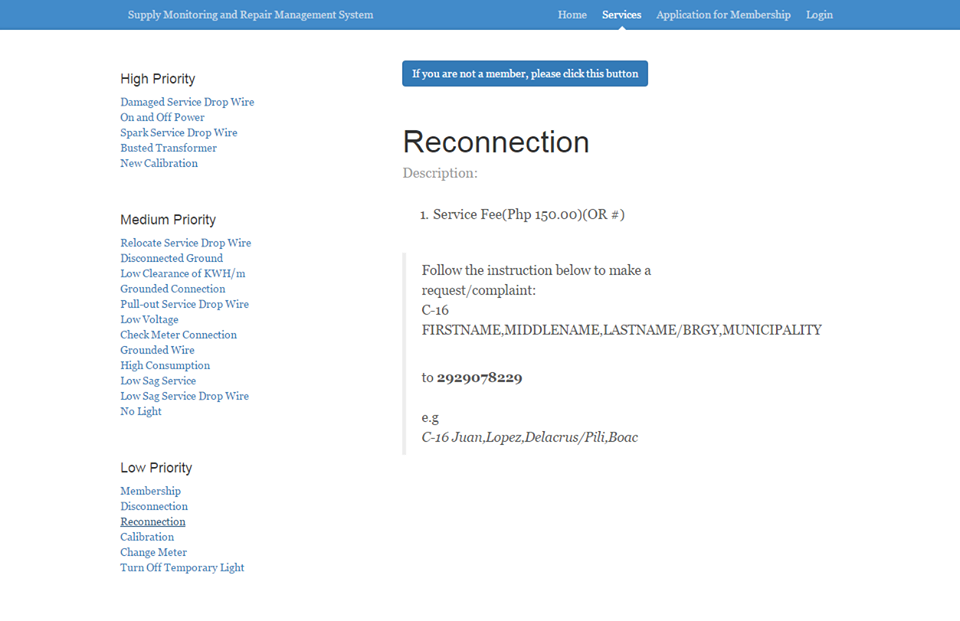 Supply Monitoring and Repair Management System
Home
Services
Application for Membership
Login
High Priority
Damaged Service Drop Wire
On and Off Power
Spark Service Drop Wire
Busted Transformer
New Calibration
Medium Priority
Relocate Service Drop Wire
Disconnected Ground
Low Clearance of KWH/m
Grounded Connection
Pull-out Service Drop Wire
Low Voltage
Check Meter Connection
Grounded Wire
High Consumption
Low Sag Service
Low Sag Service Drop Wire
No Light
Low Priority
Membership
Disconnection
Reconnection
Calibration
Change Meter
Turn Off Temporary Light
If you are not a member, please click this button
Reconnection
Description:
1. Service Fee(Php 150.00)(OR #)
Follow the instruction below to make a
request/complaint:
C-16
FIRSTNAME,MIDDLENAME,LASTNAME/BRGY,MUNICIPALITY
to 2929078229
e.g
C-16 Juan,Lopez,Delacrus/Pili,Boac